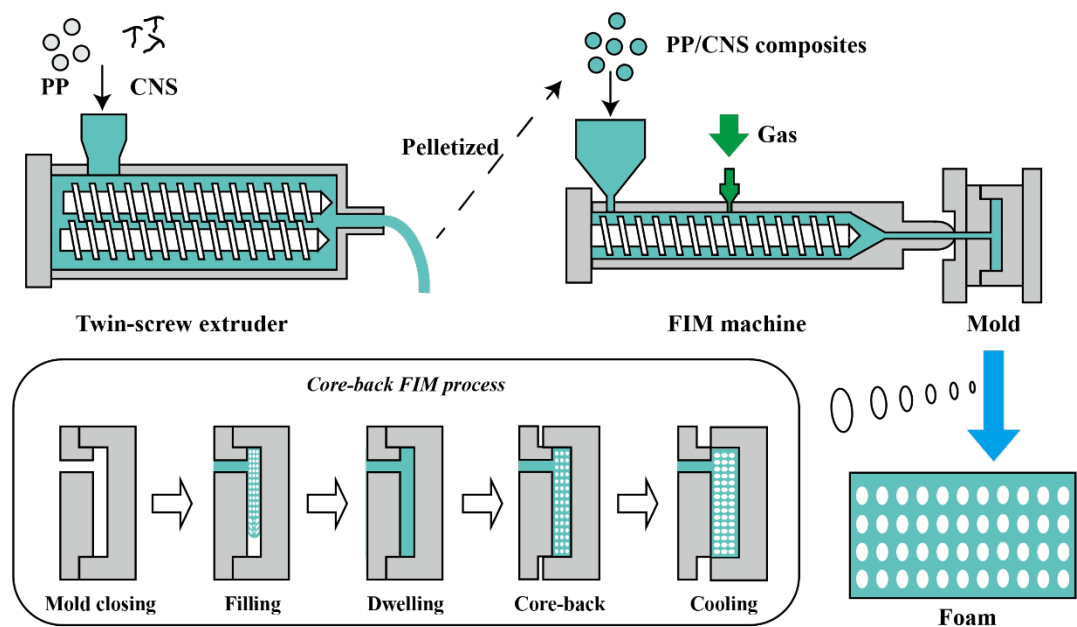 PP
CNS
PP/CNS composites
Pelletized
Gas
Twin-screw extruder
FIM machine
Mold
Core-back FIM process
Mold closing
Filling
Dwelling
Core-back
Cooling
Foam